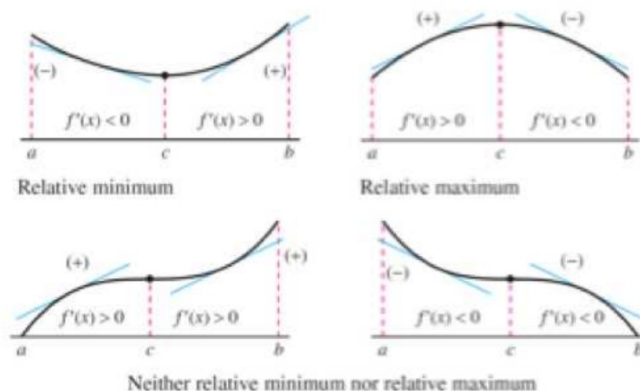 (+) (−)
(−) (+)
f'(x) < 0 f'(x) > 0 f'(x) > 0 f'(x) < 0
a c b a c b
Relative minimum Relative maximum
(+) (+) (−) (−)
f'(x) > 0 f'(x) > 0 f'(x) < 0 f'(x) < 0
a c b a c b
Neither relative minimum nor relative maximum